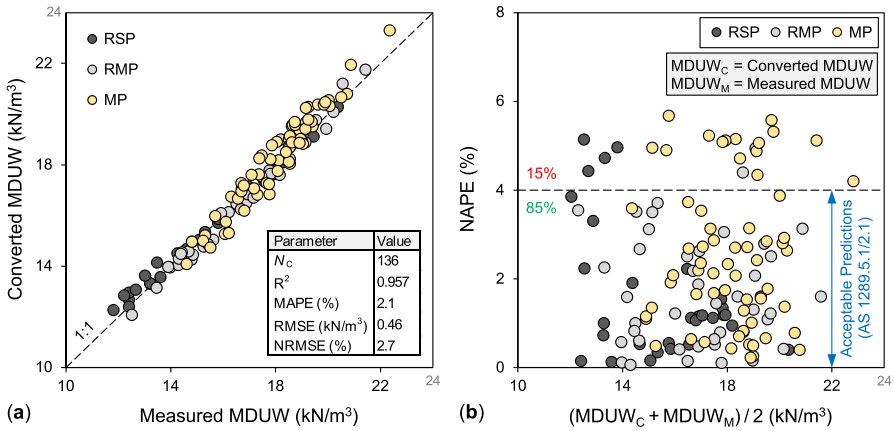 24
22
18
14
10
Converted MDUW (kN/m³)
RSP
RMP
MP
1:1
Parameter Value
N_C 136
R² 0.957
MAPE (%) 2.1
RMSE (kN/m³) 0.46
NRMSE (%) 2.7
10 14 18 22 24
(a) Measured MDUW (kN/m³)
8
6
4
2
0
NAPE (%)
RSP RMP MP
MDUW_C = Converted MDUW
MDUW_M = Measured MDUW
15%
85%
Acceptable Predictions
(AS 1289.5.1/2.1)
10 14 18 22 24
(b) (MDUW_C + MDUW_M) / 2 (kN/m³)